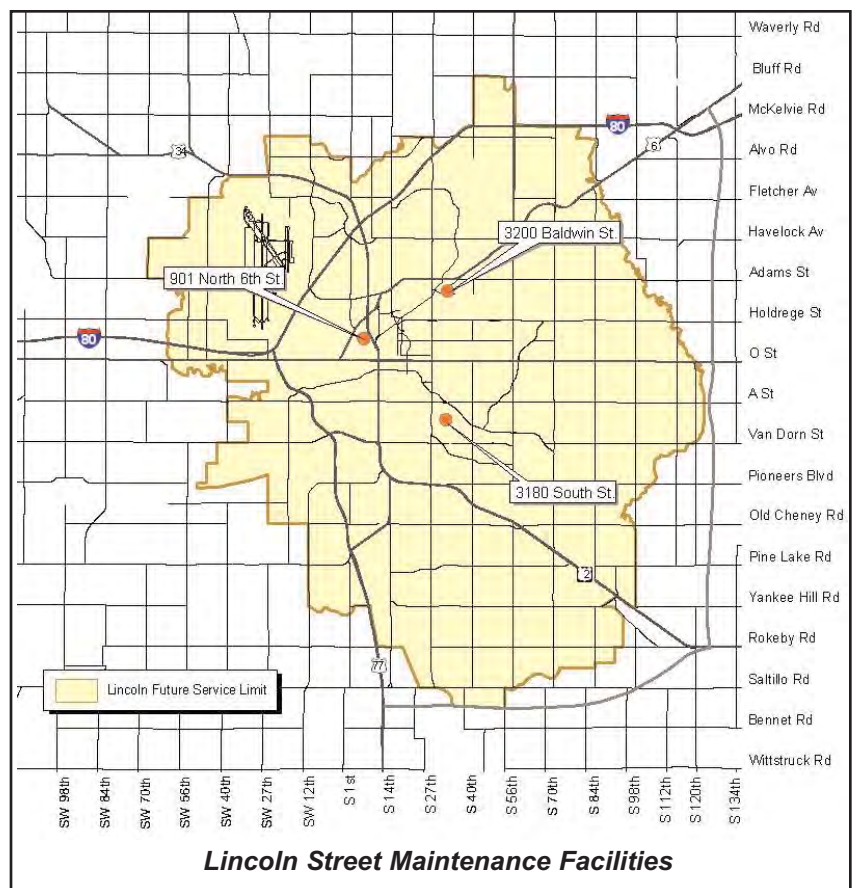 Waverly Rd
Bluff Rd
McKelvie Rd
80
6
34
Alvo Rd
Fletcher Av
3200 Baldwin St.
Havelock Av
901 North 6th St
Adams St
Holdrege St
80
O St
A St
Van Dorn St
Pioneers Blvd
3180 South St.
Old Cheney Rd
Pine Lake Rd
2
Yankee Hill Rd
Rokeby Rd
77
Saltillo Rd
Lincoln Future Service Limit
Bennet Rd
Wittstruck Rd
SW 98th
SW 84th
SW 70th
SW 56th
SW 40th
SW 27th
SW 12th
S 1st
S 14th
S 27th
S 40th
S 56th
S 70th
S 84th
S 98th
S 112th
S 120th
S 134th
Lincoln Street Maintenance Facilities